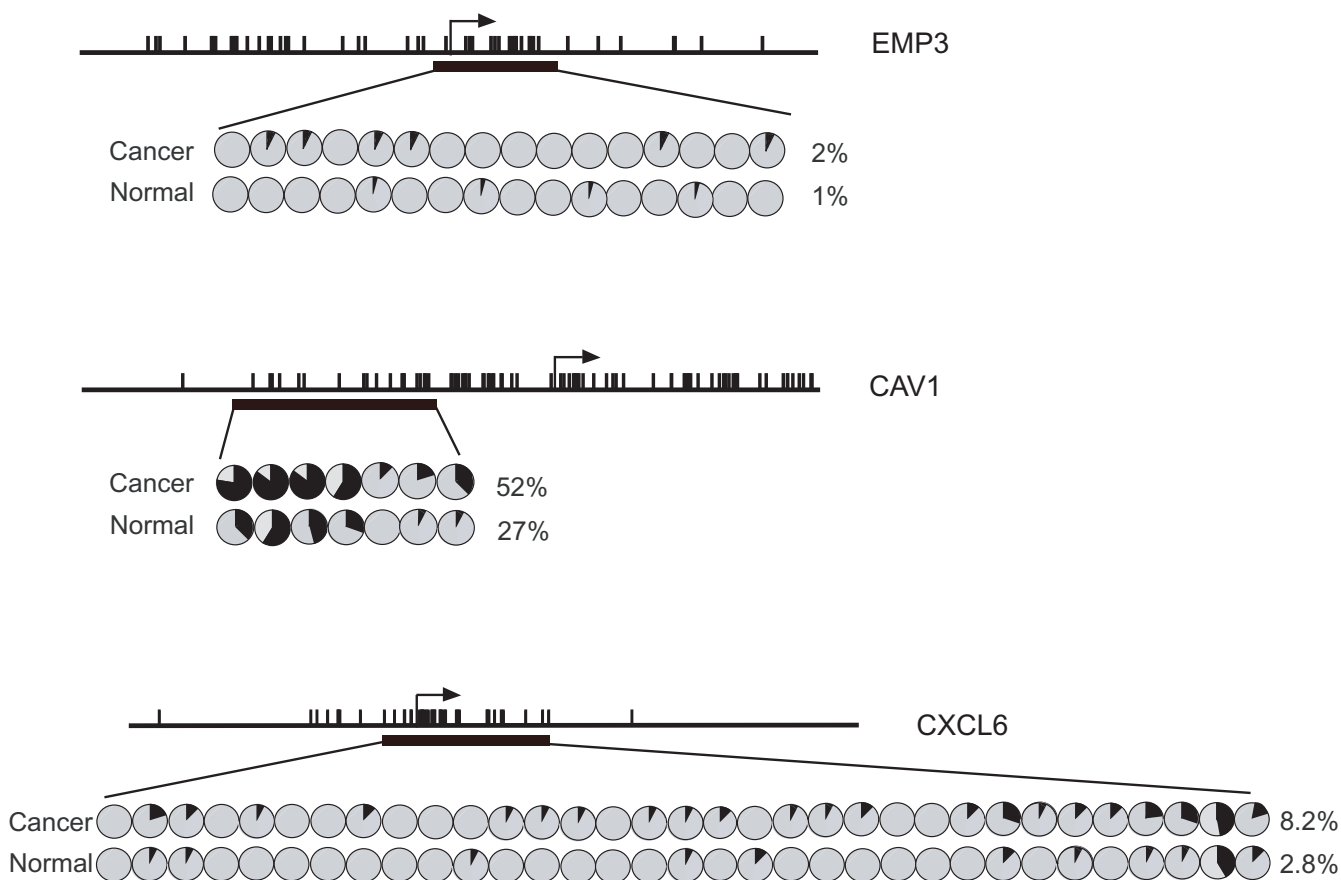 EMP3
Cancer 2%
Normal 1%
CAV1
Cancer 52%
Normal 27%
CXCL6
Cancer 8.2%
Normal 2.8%